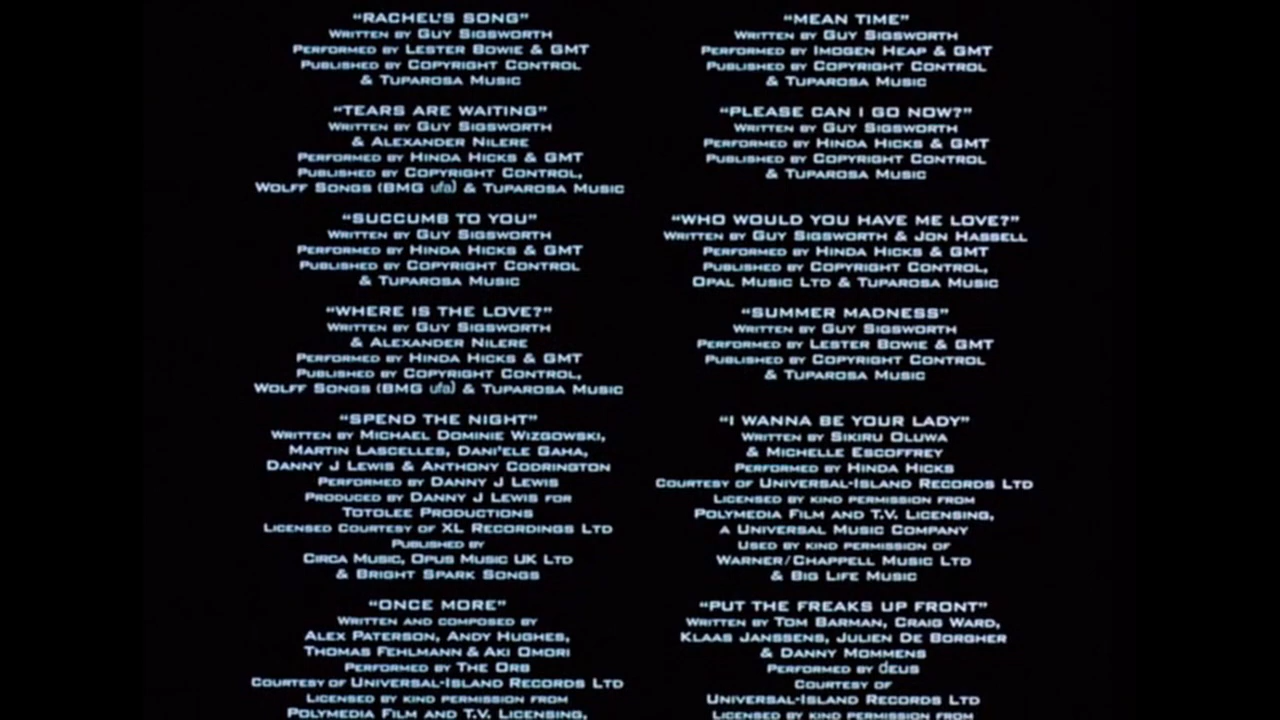 “RACHEL'S SONG”
WRITTEN BY GUY SIGSWORTH
PERFORMED BY LESTER BOWIE & GMT
PUBLISHED BY COPYRIGHT CONTROL
& TUPAROSA MUSIC
“TEARS ARE WAITING”
WRITTEN BY GUY SIGSWORTH
& ALEXANDER NILERE
PERFORMED BY HINDA HICKS & GMT
PUBLISHED BY COPYRIGHT CONTROL,
WOLFF SONGS (BMG ufa) & TUPAROSA MUSIC
“SUCCUMB TO YOU”
WRITTEN BY GUY SIGSWORTH
PERFORMED BY HINDA HICKS & GMT
PUBLISHED BY COPYRIGHT CONTROL
& TUPAROSA MUSIC
“WHERE IS THE LOVE?”
WRITTEN BY GUY SIGSWORTH
& ALEXANDER NILERE
PERFORMED BY HINDA HICKS & GMT
PUBLISHED BY COPYRIGHT CONTROL,
WOLFF SONGS (BMG ufa) & TUPAROSA MUSIC
“SPEND THE NIGHT”
WRITTEN BY MICHAEL DOMINIE WIZGOWSKI,
MARTIN LASCELLES, DANI'ELE GAHA,
DANNY J LEWIS & ANTHONY CODRINGTON
PERFORMED BY DANNY J LEWIS
PRODUCED BY DANNY J LEWIS FOR
TOTOLEE PRODUCTIONS
LICENSED COURTESY OF XL RECORDINGS LTD
PUBLISHED BY
CIRCA MUSIC, OPUS MUSIC UK LTD
& BRIGHT SPARK SONGS
“ONCE MORE”
WRITTEN AND COMPOSED BY
ALEX PATERSON, ANDY HUGHES,
THOMAS FEHLMANN & AKI OMORI
PERFORMED BY THE ORB
COURTESY OF UNIVERSAL-ISLAND RECORDS LTD
LICENSED BY KIND PERMISSION FROM
POLYMEDIA FILM AND T.V. LICENSING,
“MEAN TIME”
WRITTEN BY GUY SIGSWORTH
PERFORMED BY IMOGEN HEAP & GMT
PUBLISHED BY COPYRIGHT CONTROL
& TUPAROSA MUSIC
“PLEASE CAN I GO NOW?”
WRITTEN BY GUY SIGSWORTH
PERFORMED BY HINDA HICKS & GMT
PUBLISHED BY COPYRIGHT CONTROL
& TUPAROSA MUSIC
“WHO WOULD YOU HAVE ME LOVE?”
WRITTEN BY GUY SIGSWORTH & JON HASSELL
PERFORMED BY HINDA HICKS & GMT
PUBLISHED BY COPYRIGHT CONTROL,
OPAL MUSIC LTD & TUPAROSA MUSIC
“SUMMER MADNESS”
WRITTEN BY GUY SIGSWORTH
PERFORMED BY LESTER BOWIE & GMT
PUBLISHED BY COPYRIGHT CONTROL
& TUPAROSA MUSIC
“I WANNA BE YOUR LADY”
WRITTEN BY SIKIRU OLUWA
& MICHELLE ESCOFFREY
PERFORMED BY HINDA HICKS
COURTESY OF UNIVERSAL-ISLAND RECORDS LTD
LICENSED BY KIND PERMISSION FROM
POLYMEDIA FILM AND T.V. LICENSING,
A UNIVERSAL MUSIC COMPANY
USED BY KIND PERMISSION OF
WARNER/CHAPPELL MUSIC LTD
& BIG LIFE MUSIC
“PUT THE FREAKS UP FRONT”
WRITTEN BY TOM BARMAN, CRAIG WARD,
KLAAS JANSSENS, JULIEN DE BORGHER
& DANNY MOMMENS
PERFORMED BY dEUS
COURTESY OF
UNIVERSAL-ISLAND RECORDS LTD
LICENSED BY KIND PERMISSION FROM